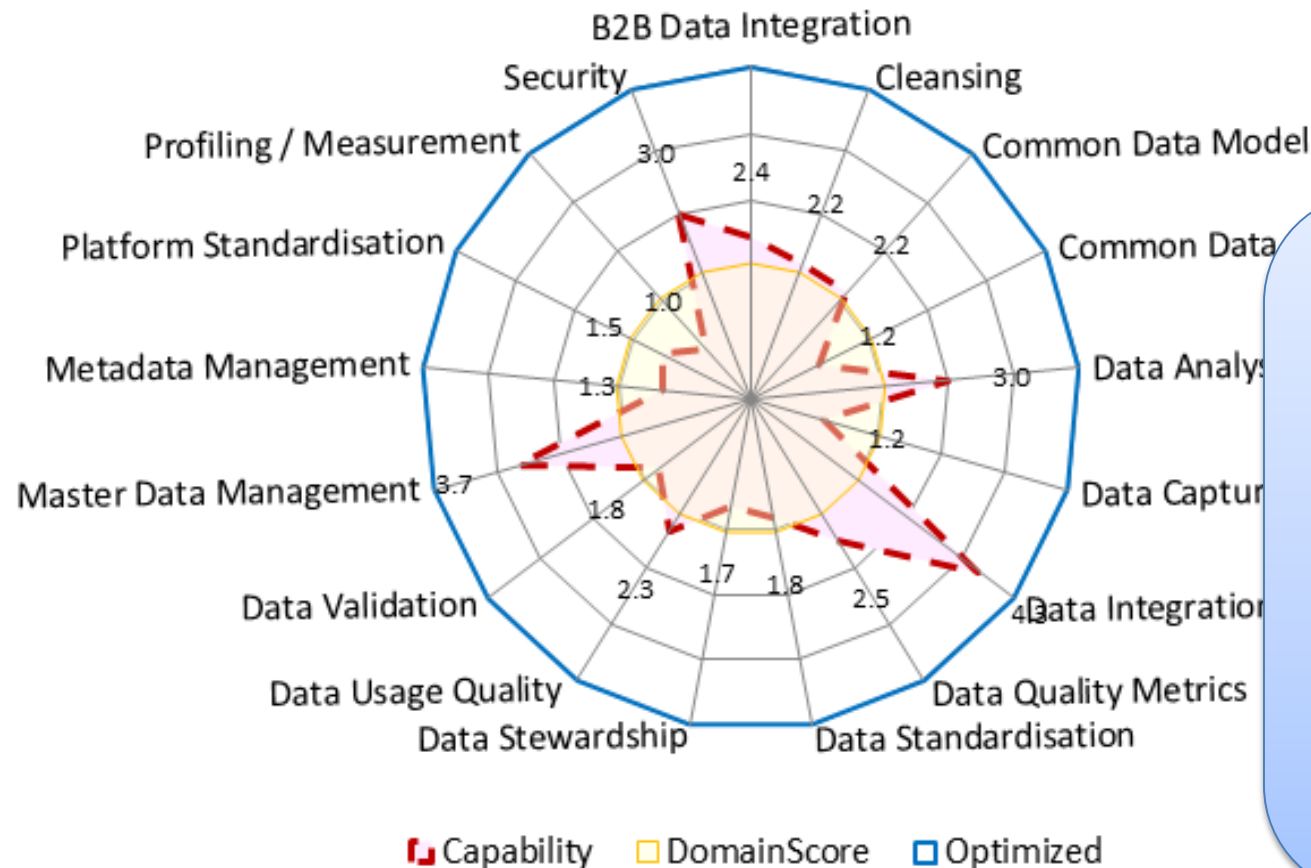 B2B Data Integration
Security
Cleansing
Profiling / Measurement
Common Data Model
3.0
2.4
2.2
Platform Standardisation
2.2
Common Data
1.0
1.5
1.2
Metadata Management
1.3
3.0
Data Analys
1.2
Master Data Management
3.7
Data Captur
1.8
Data Validation
2.3
1.7
1.8
2.5
4.3
Data Integration
Data Usage Quality
Data Quality Metrics
Data Stewardship
Data Standardisation
Capability
DomainScore
Optimized